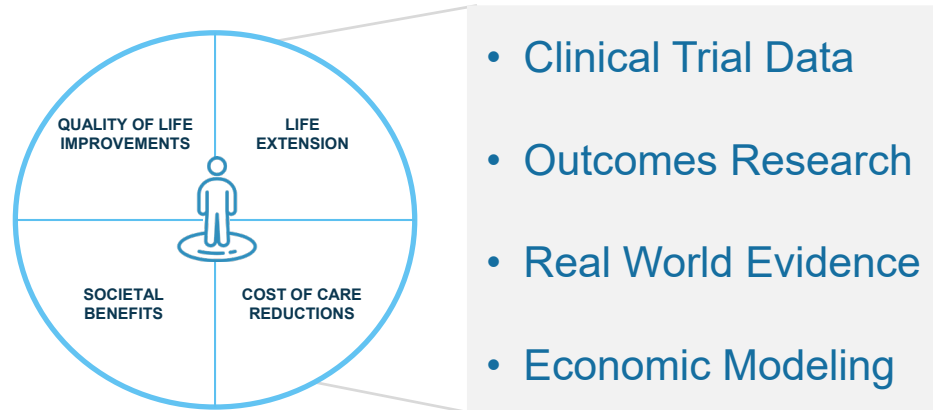 QUALITY OF LIFE
IMPROVEMENTS
LIFE
EXTENSION
SOCIETAL
BENEFITS
COST OF CARE
REDUCTIONS
• Clinical Trial Data
• Outcomes Research
• Real World Evidence
• Economic Modeling